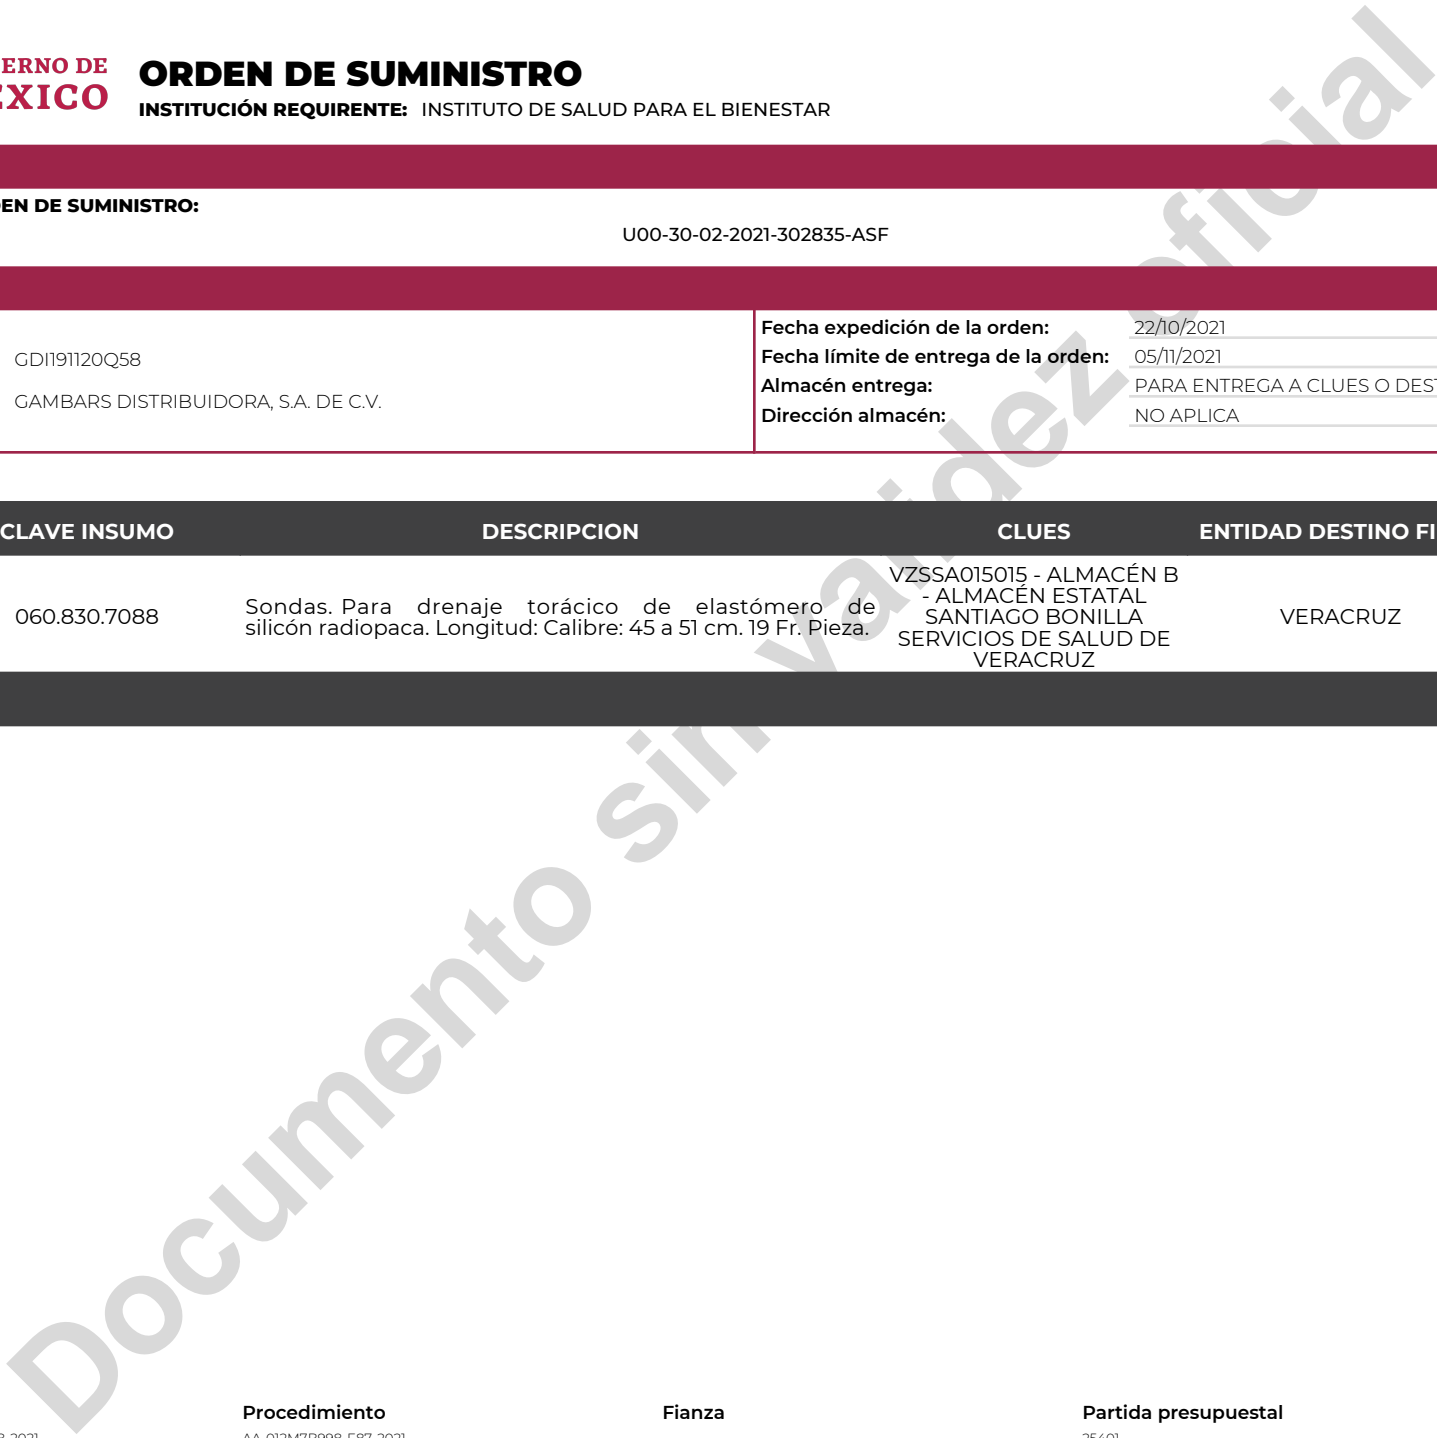 ERNO DE
ÉXICO
ORDEN DE SUMINISTRO
INSTITUCIÓN REQUIRENTE: INSTITUTO DE SALUD PARA EL BIENESTAR
EN DE SUMINISTRO:
U00-30-02-2021-302835-ASF
GDI191120Q58
GAMBARS DISTRIBUIDORA, S.A. DE C.V.
Fecha expedición de la orden: 22/10/2021
Fecha límite de entrega de la orden: 05/11/2021
Almacén entrega: PARA ENTREGA A CLUES O DEST
Dirección almacén: NO APLICA
CLAVE INSUMO DESCRIPCION CLUES ENTIDAD DESTINO FI
060.830.7088
Sondas. Para drenaje torácico de elastómero de
silicón radiopaca. Longitud: Calibre: 45 a 51 cm. 19 Fr. Pieza.
VZSSA015015 - ALMACÉN B
- ALMACÉN ESTATAL
SANTIAGO BONILLA
SERVICIOS DE SALUD DE
VERACRUZ
VERACRUZ
Documento sin validez oficial
Procedimiento Fianza Partida presupuestal